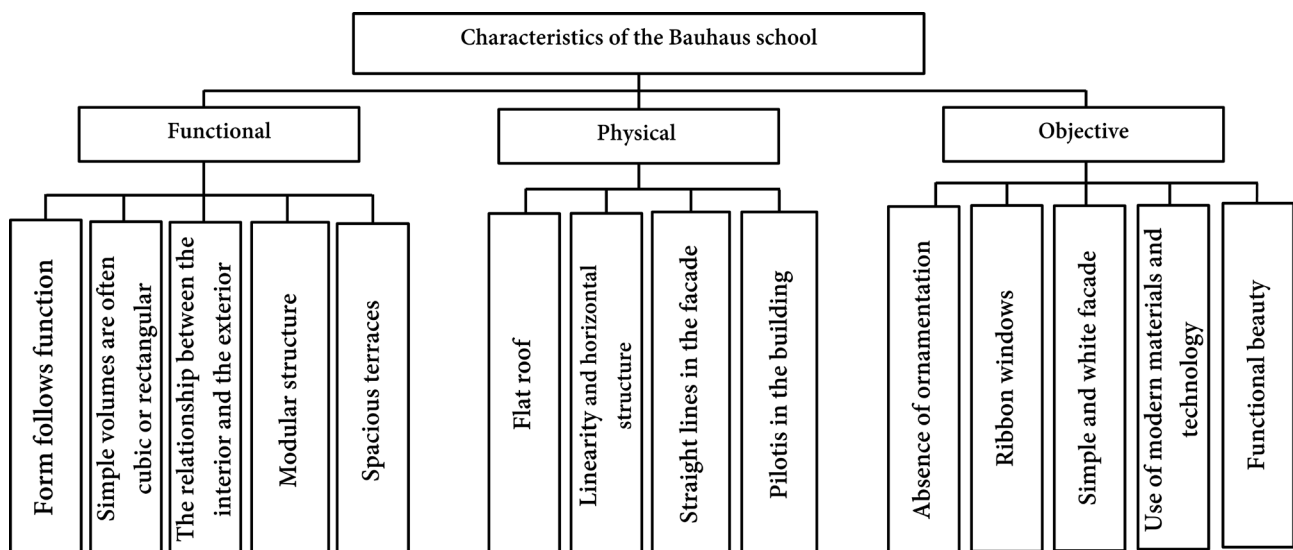 Characteristics of the Bauhaus school
Functional
Physical
Objective
Form follows function
Simple volumes are often
cubic or rectangular
The relationship between the
interior and the exterior
Modular structure
Spacious terraces
Flat roof
Linearity and horizontal
structure
Straight lines in the facade
Pilotis in the building
Absence of ornamentation
Ribbon windows
Simple and white facade
Use of modern materials and
technology
Functional beauty